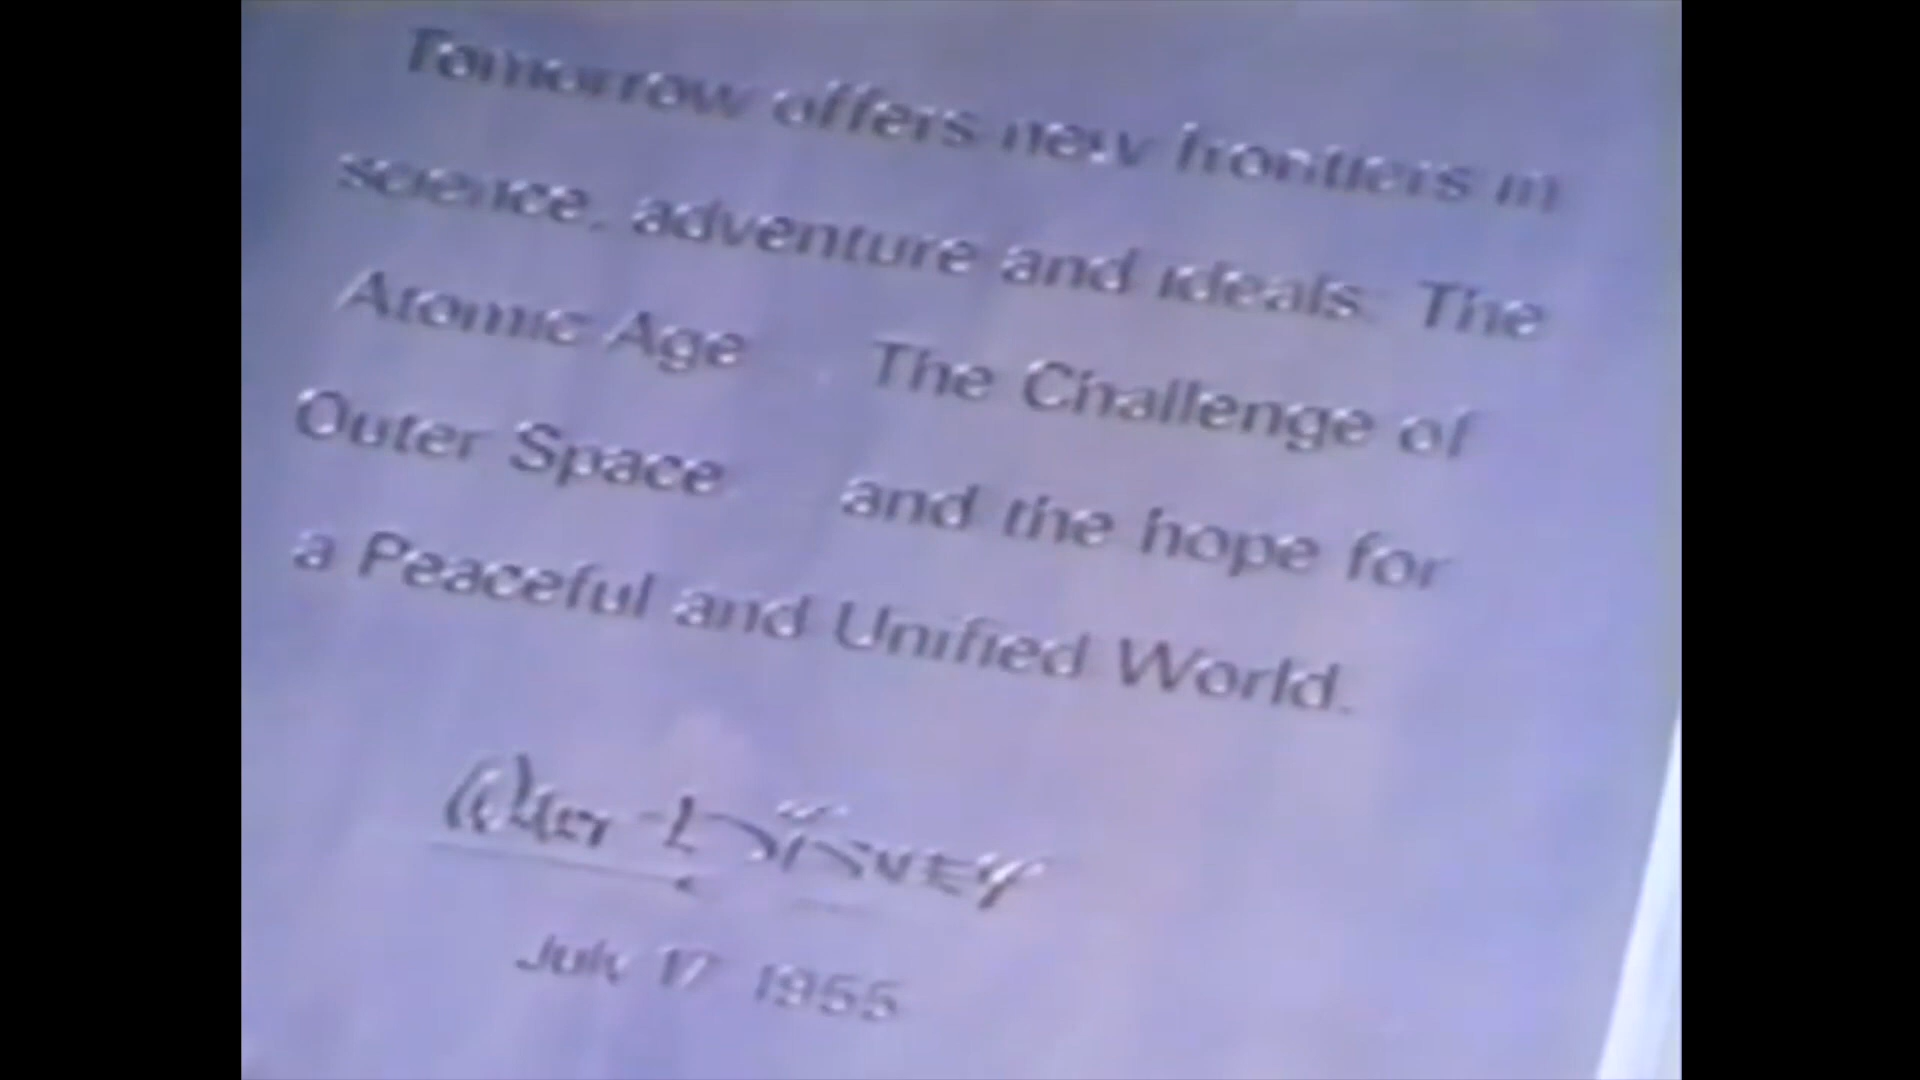 Tomorrow offers new frontiers in
science, adventure and ideals: The
Atomic Age The Challenge of
Outer Space and the hope for
a Peaceful and Unified World.
Walt Disney
July 17 1955